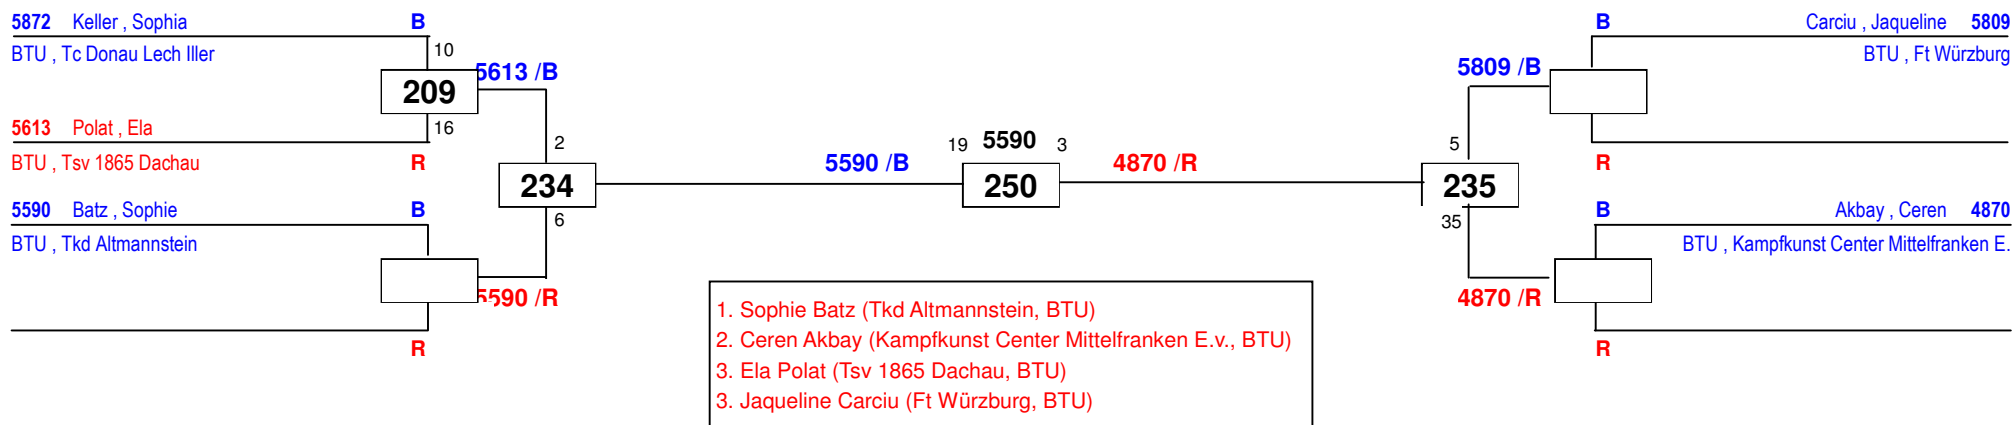 5872 Keller , Sophia B
BTU , Tc Donau Lech Iller
10
209
5613 /B
5613 Polat , Ela
16
BTU , Tsv 1865 Dachau R
2
234
6
5590 Batz , Sophie B
BTU , Tkd Altmannstein
5590 /R
R
5590 /B
19 5590 3
250
4870 /R
B Carciu , Jaqueline 5809
BTU , Ft Würzburg
5809 /B
R
5
235
35
B Akbay , Ceren 4870
BTU , Kampfkunst Center Mittelfranken E.
4870 /R
R
1. Sophie Batz (Tkd Altmannstein, BTU)
2. Ceren Akbay (Kampfkunst Center Mittelfranken E.v., BTU)
3. Ela Polat (Tsv 1865 Dachau, BTU)
3. Jaqueline Carciu (Ft Würzburg, BTU)